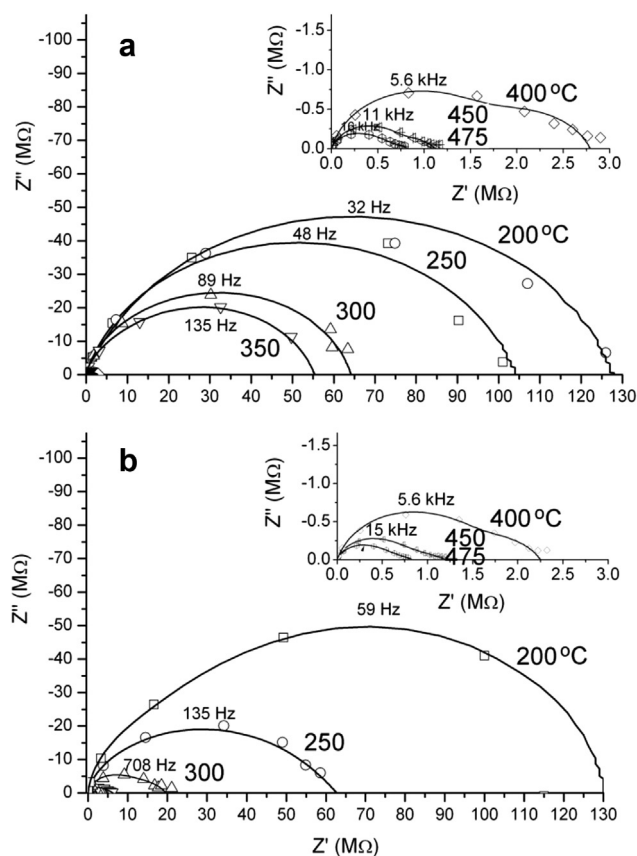 a
Z'' (MΩ)
-100
-90
-80
-70
-60
-50
-40
-30
-20
-10
0
0 10 20 30 40 50 60 70 80 90 100 110 120 130
Z' (MΩ)
32 Hz
200 °C
48 Hz
250
89 Hz
300
135 Hz
350
Z'' (MΩ)
-1.5
-1.0
-0.5
0.0
0.0 0.5 1.0 1.5 2.0 2.5 3.0
Z' (MΩ)
5.6 kHz
400 °C
11 kHz
450
16 kHz
475
b
Z'' (MΩ)
-100
-90
-80
-70
-60
-50
-40
-30
-20
-10
0
0 10 20 30 40 50 60 70 80 90 100 110 120 130
Z' (MΩ)
59 Hz
200 °C
135 Hz
250
708 Hz
300
Z'' (MΩ)
-1.5
-1.0
-0.5
0.0
0.0 0.5 1.0 1.5 2.0 2.5 3.0
Z' (MΩ)
5.6 kHz
400 °C
15 kHz
450
475